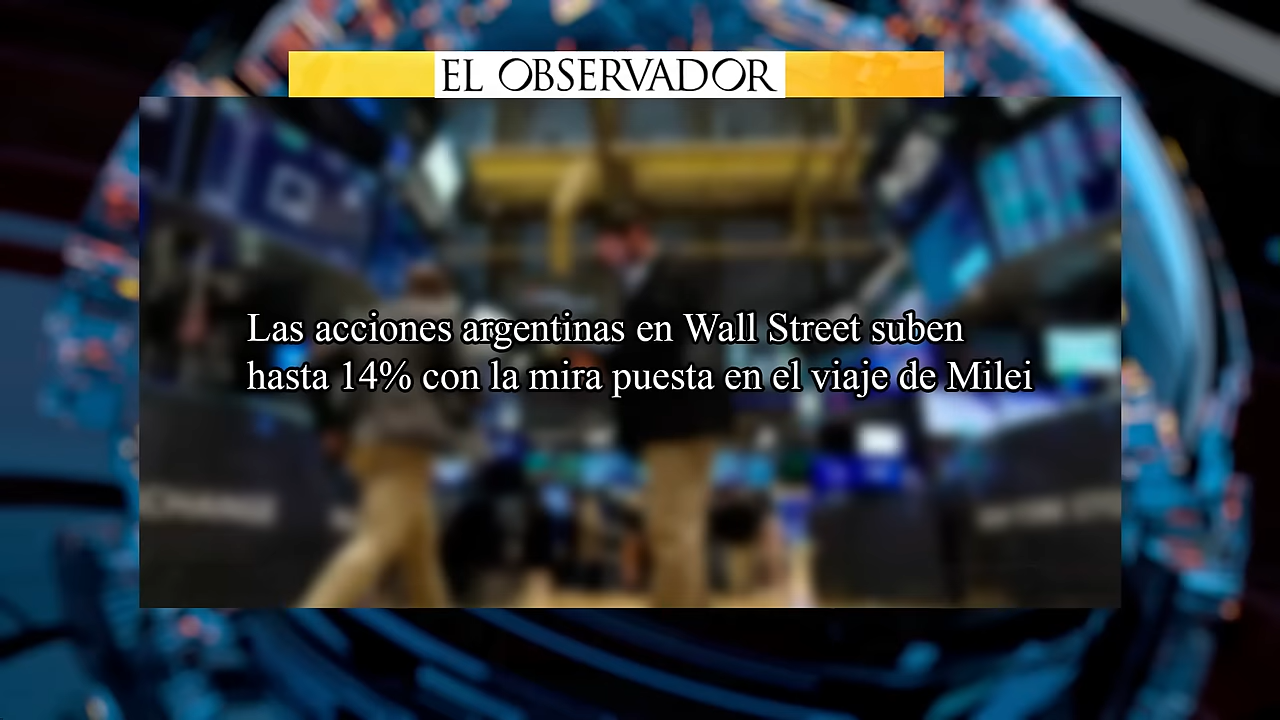 EL OBSERVADOR
Las acciones argentinas en Wall Street suben
hasta 14% con la mira puesta en el viaje de Milei
CHANGE